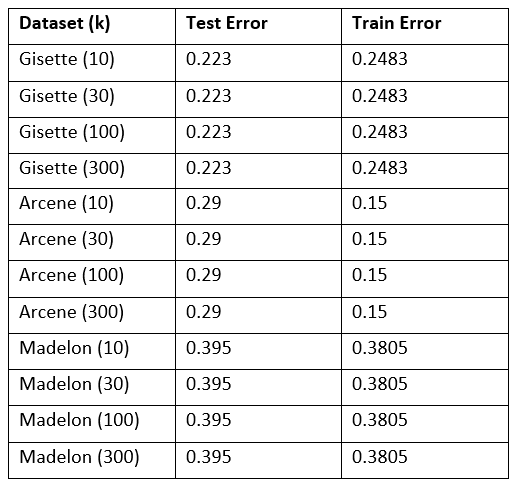 Dataset (k) Test Error Train Error
Gisette (10) 0.223 0.2483
Gisette (30) 0.223 0.2483
Gisette (100) 0.223 0.2483
Gisette (300) 0.223 0.2483
Arcene (10) 0.29 0.15
Arcene (30) 0.29 0.15
Arcene (100) 0.29 0.15
Arcene (300) 0.29 0.15
Madelon (10) 0.395 0.3805
Madelon (30) 0.395 0.3805
Madelon (100) 0.395 0.3805
Madelon (300) 0.395 0.3805